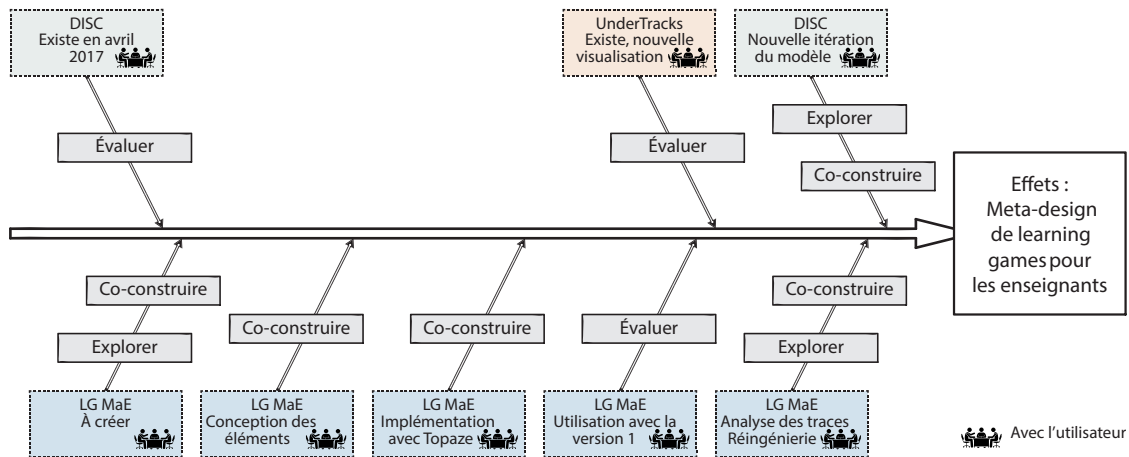 DISC
Existe en avril
2017
UnderTracks
Existe, nouvelle
visualisation
DISC
Nouvelle itération
du modèle
Évaluer
Évaluer
Explorer
Co-construire
Effets :
Meta-design
de learning
games pour
les enseignants
Co-construire
Explorer
Co-construire
Co-construire
Évaluer
Co-construire
Explorer
LG MaE
À créer
LG MaE
Conception des
éléments
LG MaE
Implémentation
avec Topaze
LG MaE
Utilisation avec la
version 1
LG MaE
Analyse des traces
Réingénierie
Avec l'utilisateur